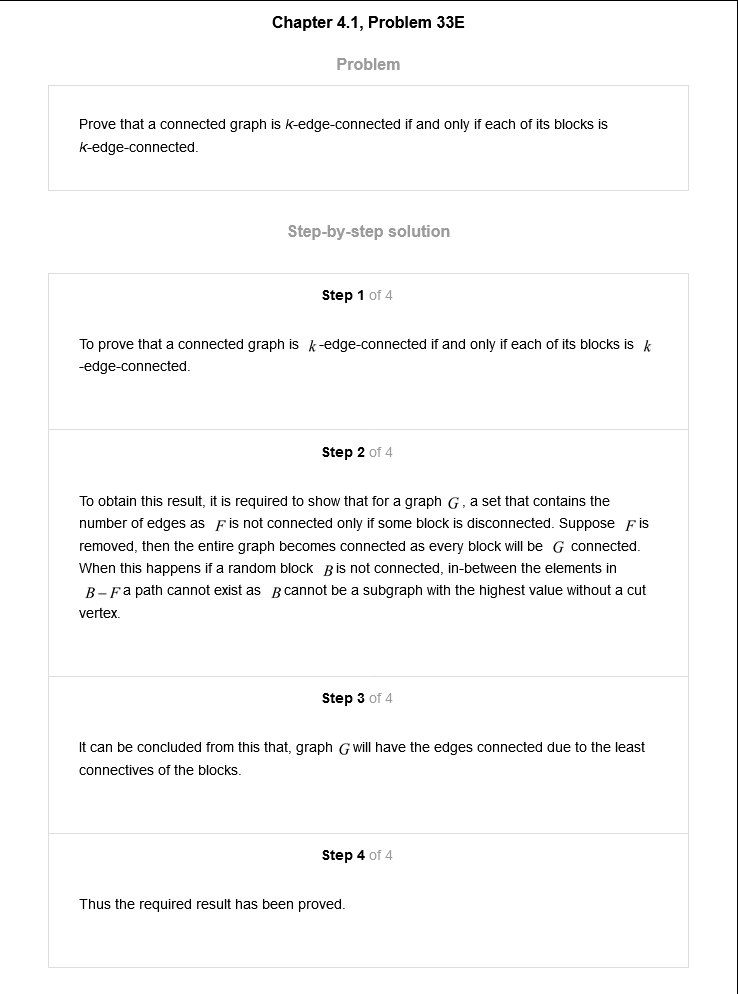 Chapter 4.1, Problem 33E
Problem
Prove that a connected graph is k-edge-connected if and only if each of its blocks is
k-edge-connected.
Step-by-step solution
Step 1 of 4
To prove that a connected graph is k-edge-connected if and only if each of its blocks is k
-edge-connected.
Step 2 of 4
To obtain this result, it is required to show that for a graph G, a set that contains the
number of edges as F is not connected only if some block is disconnected. Suppose F is
removed, then the entire graph becomes connected as every block will be G connected.
When this happens if a random block B is not connected, in-between the elements in
B – F a path cannot exist as B cannot be a subgraph with the highest value without a cut
vertex.
Step 3 of 4
It can be concluded from this that, graph G will have the edges connected due to the least
connectives of the blocks.
Step 4 of 4
Thus the required result has been proved.